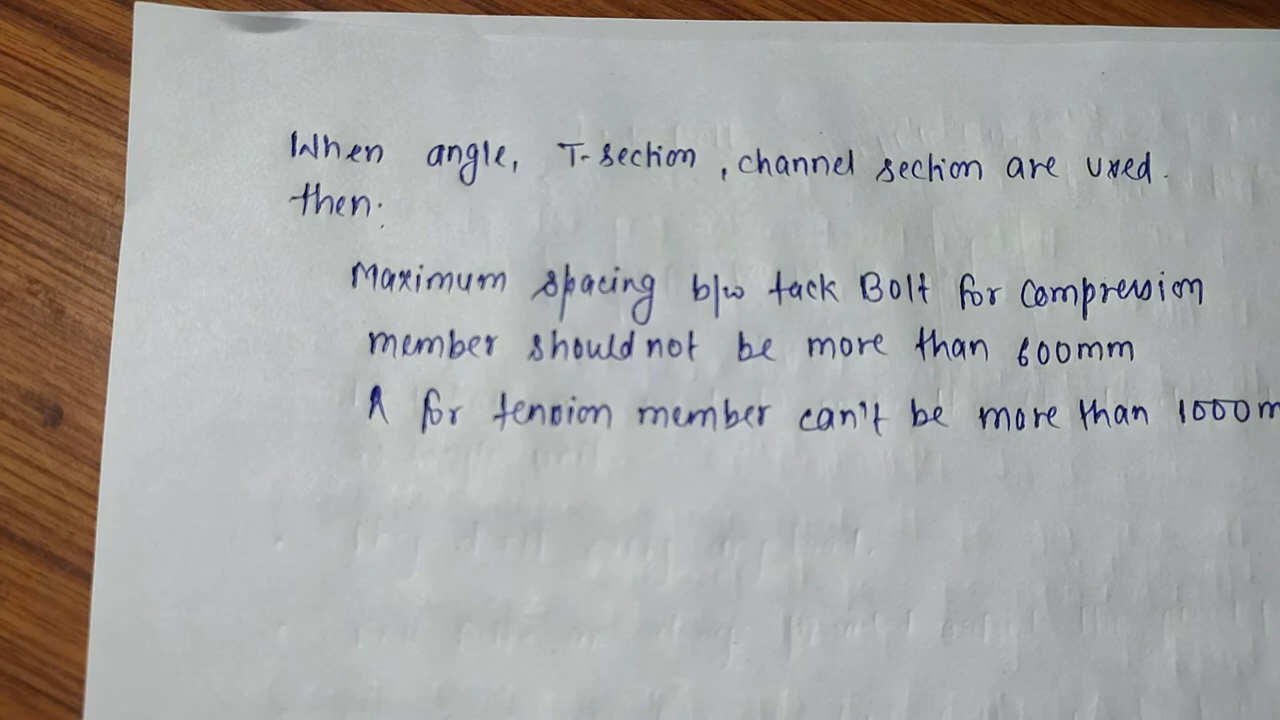 When angle, T-section, channel section are used.
then.
Maximum spacing b/w tack Bolt for compression
member should not be more than 600mm
& for tension member can't be more than 1000m